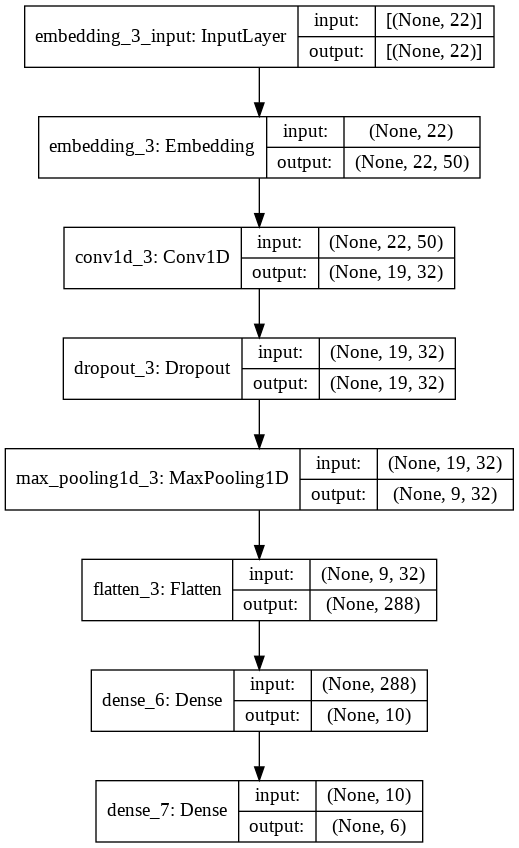 embedding_3_input: InputLayer
input: [(None, 22)]
output: [(None, 22)]
embedding_3: Embedding
input: (None, 22)
output: (None, 22, 50)
conv1d_3: Conv1D
input: (None, 22, 50)
output: (None, 19, 32)
dropout_3: Dropout
input: (None, 19, 32)
output: (None, 19, 32)
max_pooling1d_3: MaxPooling1D
input: (None, 19, 32)
output: (None, 9, 32)
flatten_3: Flatten
input: (None, 9, 32)
output: (None, 288)
dense_6: Dense
input: (None, 288)
output: (None, 10)
dense_7: Dense
input: (None, 10)
output: (None, 6)